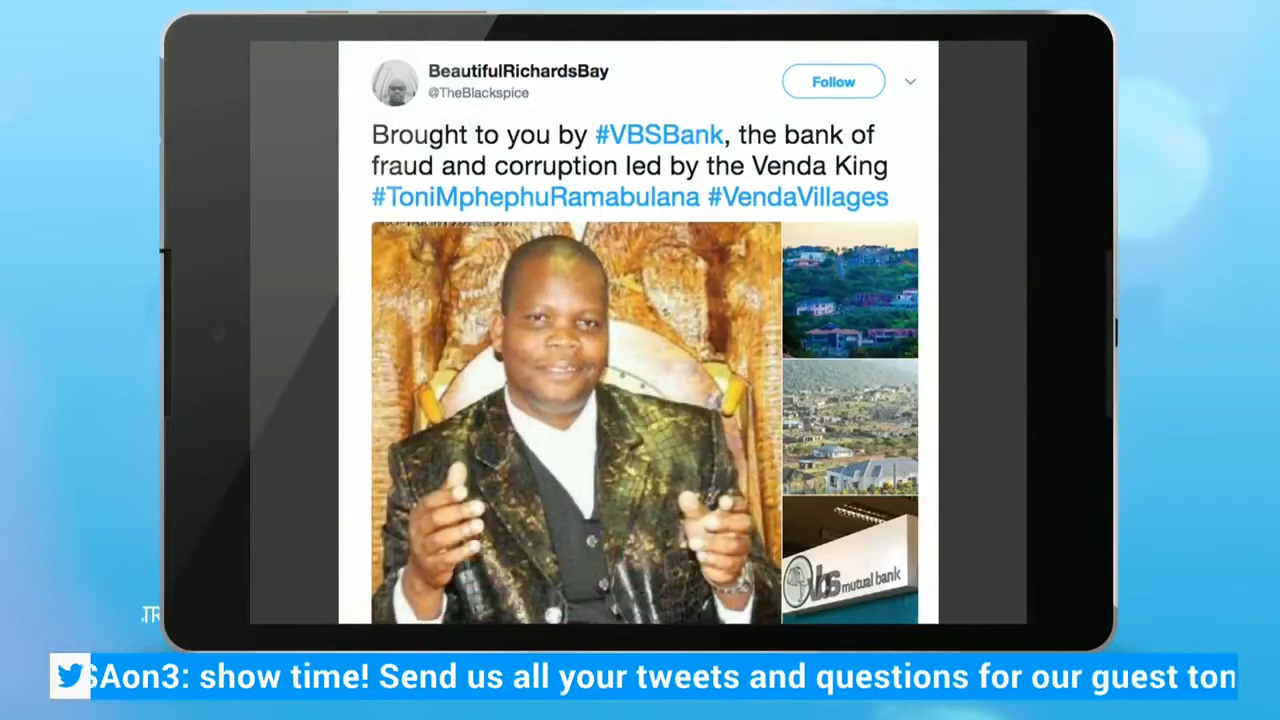 BeautifulRichardsBay
@TheBlackspice
Follow
Brought to you by #VBSBank, the bank of
fraud and corruption led by the Venda King
#ToniMphephuRamabulana #VendaVillages
vbs mutual bank
SAon3: show time! Send us all your tweets and questions for our guest ton